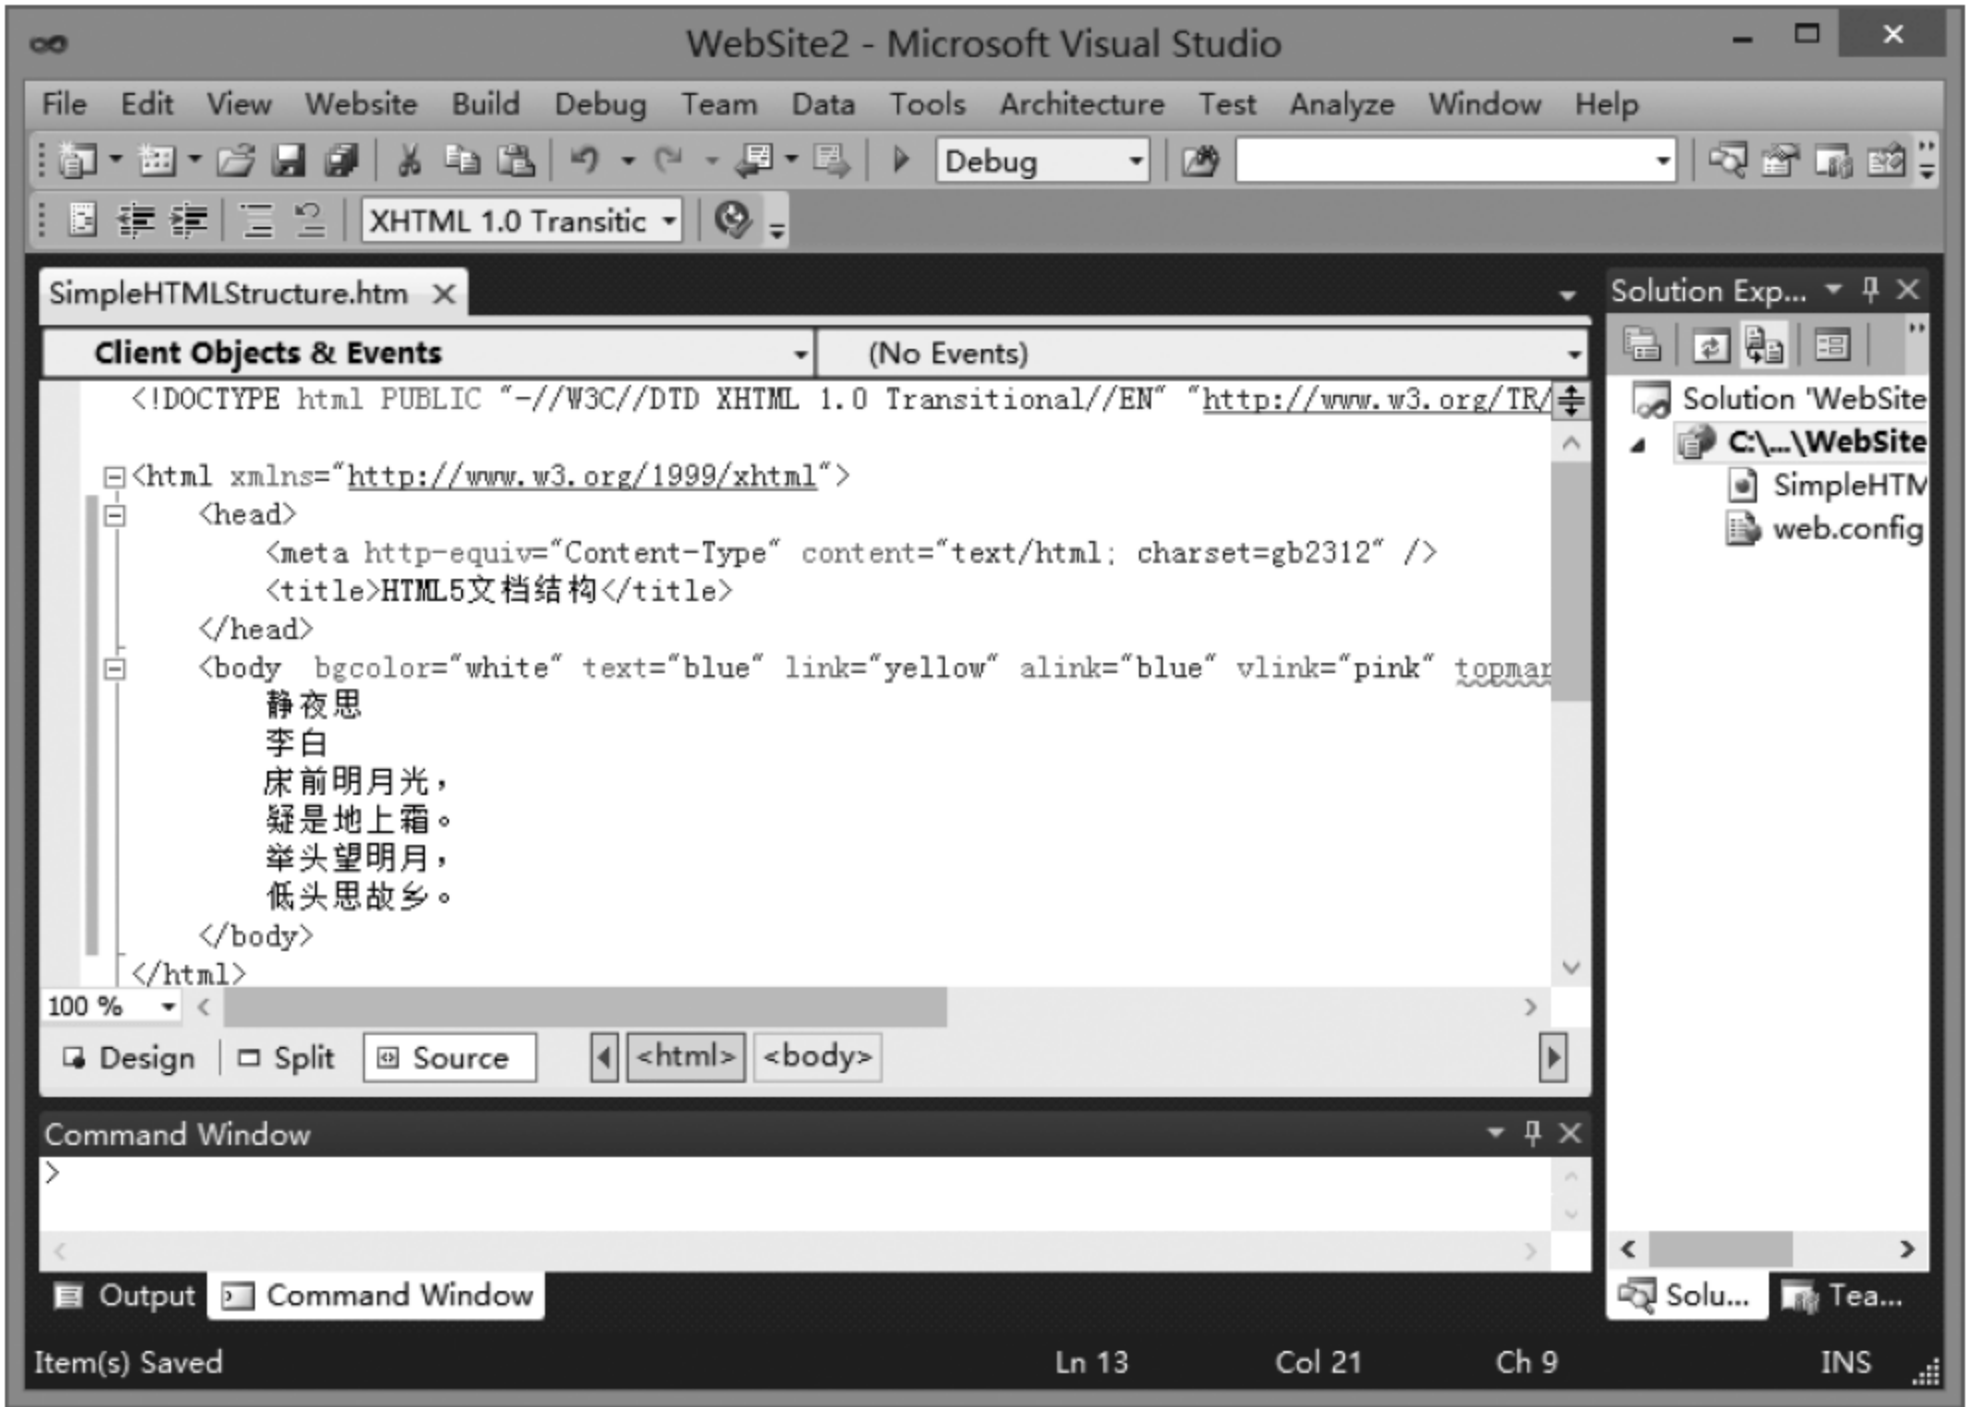 WebSite2 - Microsoft Visual Studio
File Edit View Website Build Debug Team Data Tools Architecture Test Analyze Window Help
Debug
XHTML 1.0 Transitic
SimpleHTMLStructure.htm
Client Objects & Events (No Events)
<!DOCTYPE html PUBLIC "-//W3C//DTD XHTML 1.0 Transitional//EN" "http://www.w3.org/TR/
<html xmlns="http://www.w3.org/1999/xhtml">
<head>
<meta http-equiv="Content-Type" content="text/html; charset=gb2312" />
<title>HTML5文档结构</title>
</head>
<body  bgcolor="white" text="blue" link="yellow" alink="blue" vlink="pink" topmar
静夜思
李白
床前明月光，
疑是地上霜。
举头望明月，
低头思故乡。
</body>
</html>
100 %
Design Split Source <html> <body>
Command Window
>
Output Command Window
Solution Exp...
Solution 'WebSite
C:\...\WebSite
SimpleHTM
web.config
Solu... Tea...
Item(s) Saved Ln 13 Col 21 Ch 9 INS